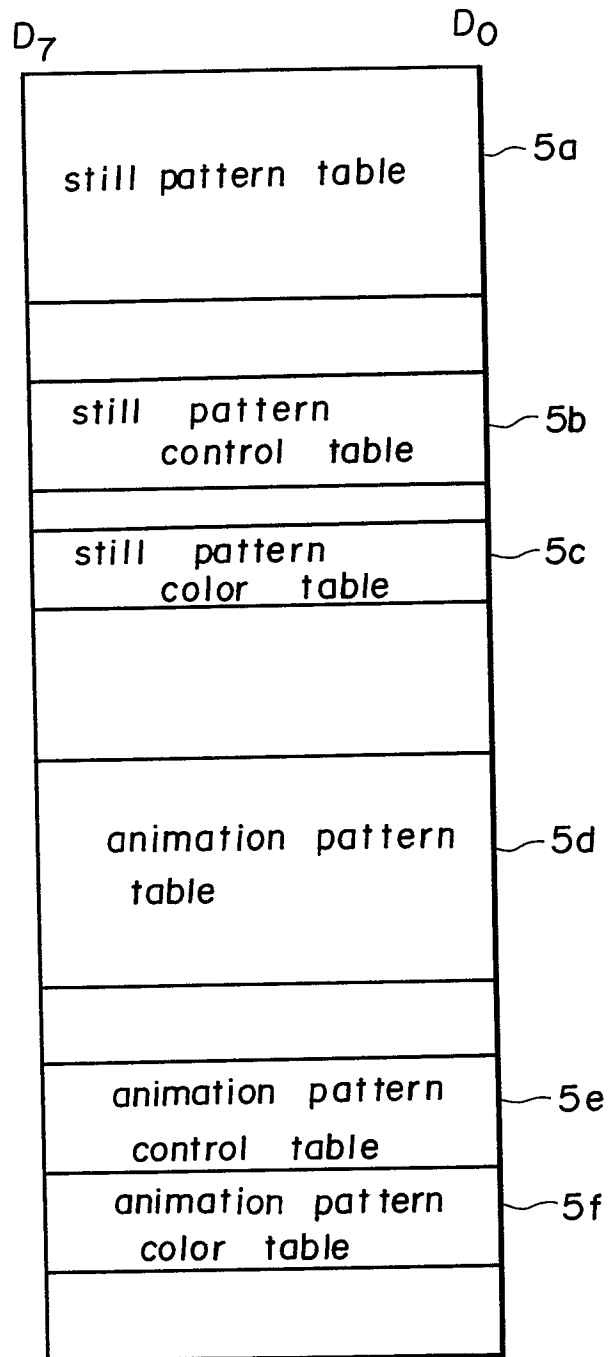 D7 D0
still pattern table 5a
still pattern 5b
control table
still pattern 5c
color table
animation pattern 5d
table
animation pattern 5e
control table
animation pattern 5f
color table